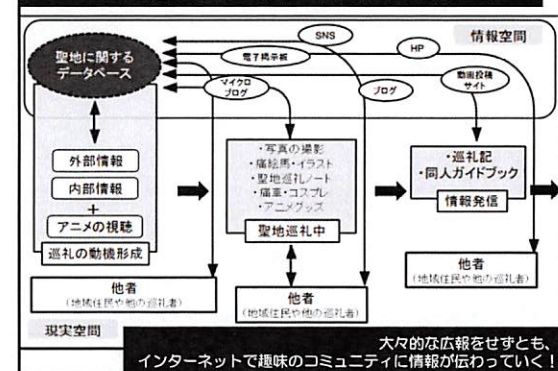 情報空間
SNS
HP
電子掲示板
聖地に関する
データベース
マイクロ
ブログ
ブログ
動画投稿
サイト
外部情報
内部情報
+
アニメの視聴
巡礼の動機形成
・写真の撮影
・痛絵馬・イラスト
・聖地巡礼ノート
・痛車・コスプレ
・アニメグッズ
聖地巡礼中
・巡礼記
・同人ガイドブック
情報発信
他者
(地域住民や他の巡礼者)
他者
(地域住民や他の巡礼者)
他者
(地域住民や他の巡礼者)
現実空間
大々的な広報をせずとも、
インターネットで趣味のコミュニティに情報が伝わっていく!